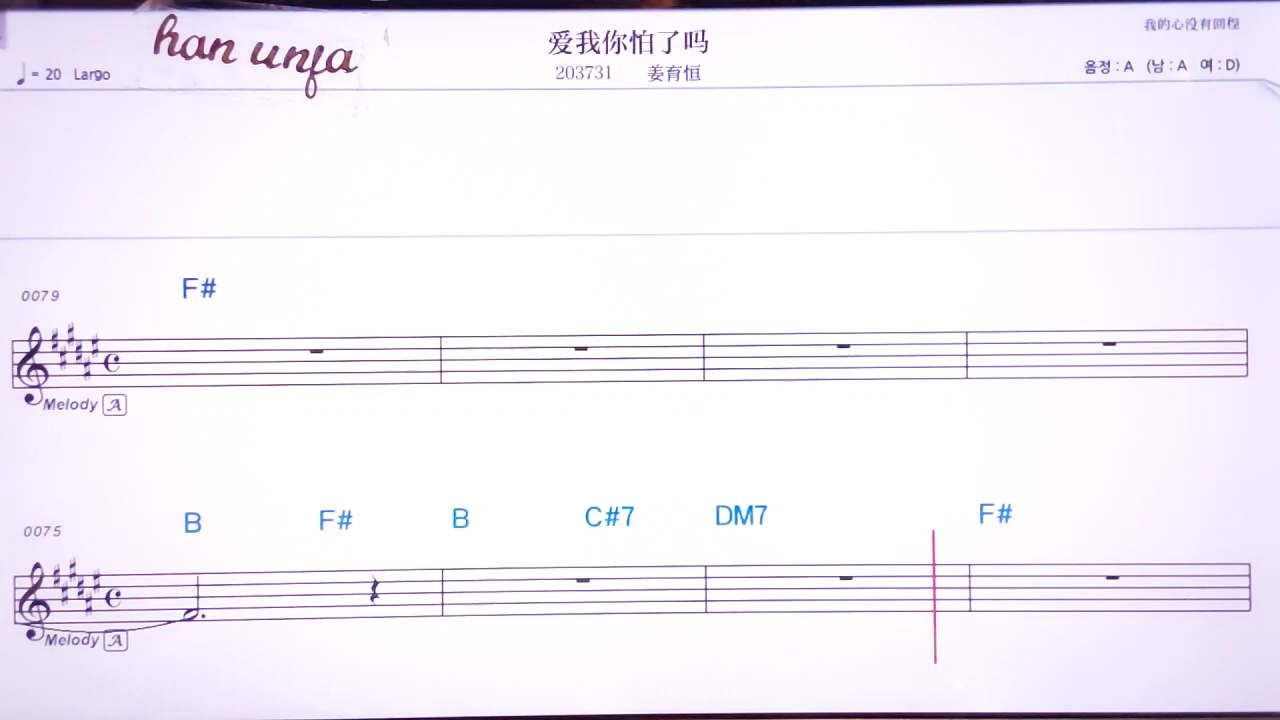 han unfa
爱我你怕了吗
我的心没有回程
♩= 20 Largo
203731 姜育恒
음정 : A (남 : A 여 : D)
F#
0079
Melody A
B F# B C#7 DM7 F#
0075
Melody A